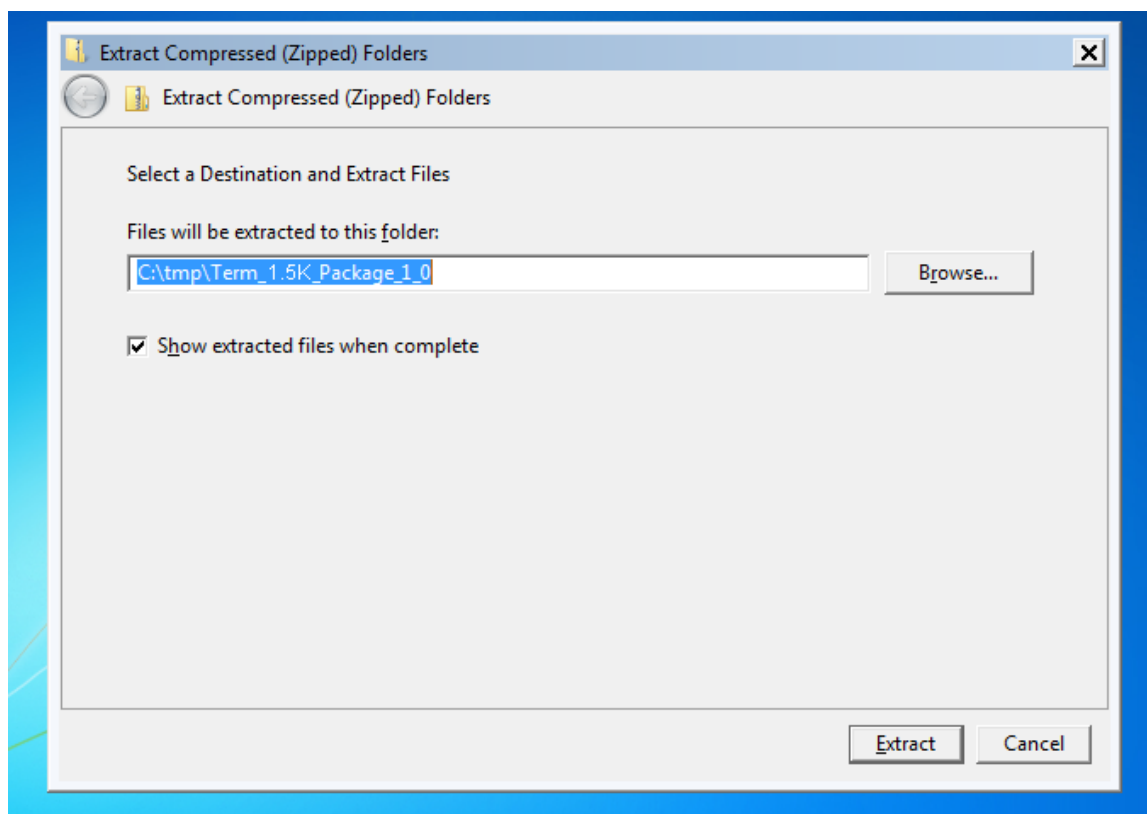 Extract Compressed (Zipped) Folders
Extract Compressed (Zipped) Folders
Select a Destination and Extract Files
Files will be extracted to this folder:
C:\tmp\Term_1.5K_Package_1_0
Browse...
Show extracted files when complete
Extract Cancel